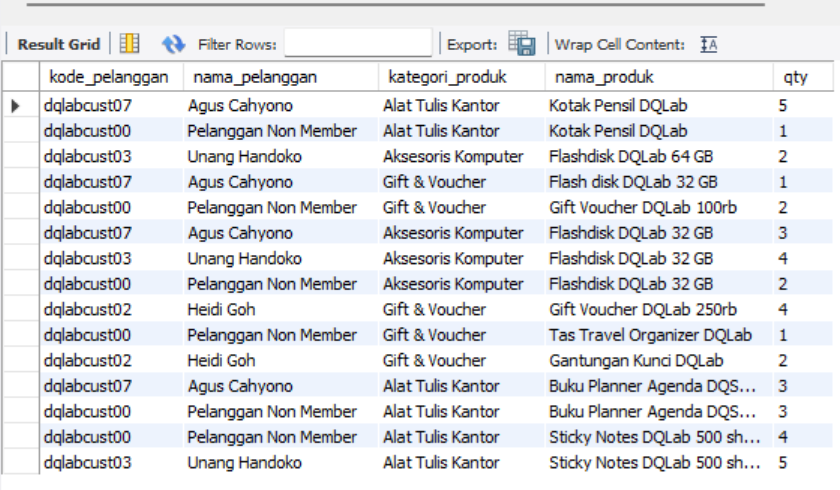 Result Grid Filter Rows: Export: Wrap Cell Content: IA
kode_pelanggan nama_pelanggan kategori_produk nama_produk qty
dqlabcust07 Agus Cahyono Alat Tulis Kantor Kotak Pensil DQLab 5
dqlabcust00 Pelanggan Non Member Alat Tulis Kantor Kotak Pensil DQLab 1
dqlabcust03 Unang Handoko Aksesoris Komputer Flashdisk DQLab 64 GB 2
dqlabcust07 Agus Cahyono Gift & Voucher Flash disk DQLab 32 GB 1
dqlabcust00 Pelanggan Non Member Gift & Voucher Gift Voucher DQLab 100rb 2
dqlabcust07 Agus Cahyono Aksesoris Komputer Flashdisk DQLab 32 GB 3
dqlabcust03 Unang Handoko Aksesoris Komputer Flashdisk DQLab 32 GB 4
dqlabcust00 Pelanggan Non Member Aksesoris Komputer Flashdisk DQLab 32 GB 2
dqlabcust02 Heidi Goh Gift & Voucher Gift Voucher DQLab 250rb 4
dqlabcust00 Pelanggan Non Member Gift & Voucher Tas Travel Organizer DQLab 1
dqlabcust02 Heidi Goh Gift & Voucher Gantungan Kunci DQLab 2
dqlabcust07 Agus Cahyono Alat Tulis Kantor Buku Planner Agenda DQS... 3
dqlabcust00 Pelanggan Non Member Alat Tulis Kantor Buku Planner Agenda DQS... 3
dqlabcust00 Pelanggan Non Member Alat Tulis Kantor Sticky Notes DQLab 500 sh... 4
dqlabcust03 Unang Handoko Alat Tulis Kantor Sticky Notes DQLab 500 sh... 5